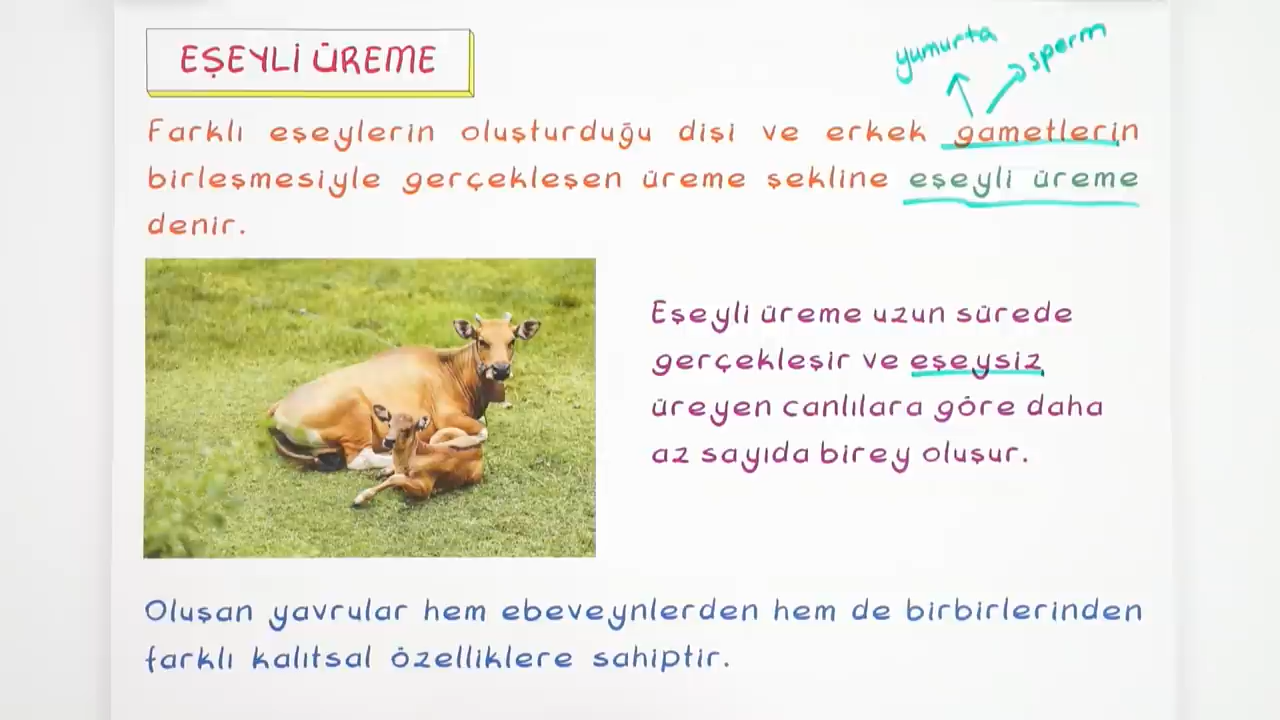 EŞEYLİ ÜREME
yumurta
sperm
Farklı eşeylerin oluşturduğu dişi ve erkek gametlerin
birleşmesiyle gerçekleşen üreme şekline eşeyli üreme
denir.
Eşeyli üreme uzun sürede
gerçekleşir ve eşeysiz
üreyen canlılara göre daha
az sayıda birey oluşur.
Oluşan yavrular hem ebeveynlerden hem de birbirlerinden
farklı kalıtsal özelliklere sahiptir.